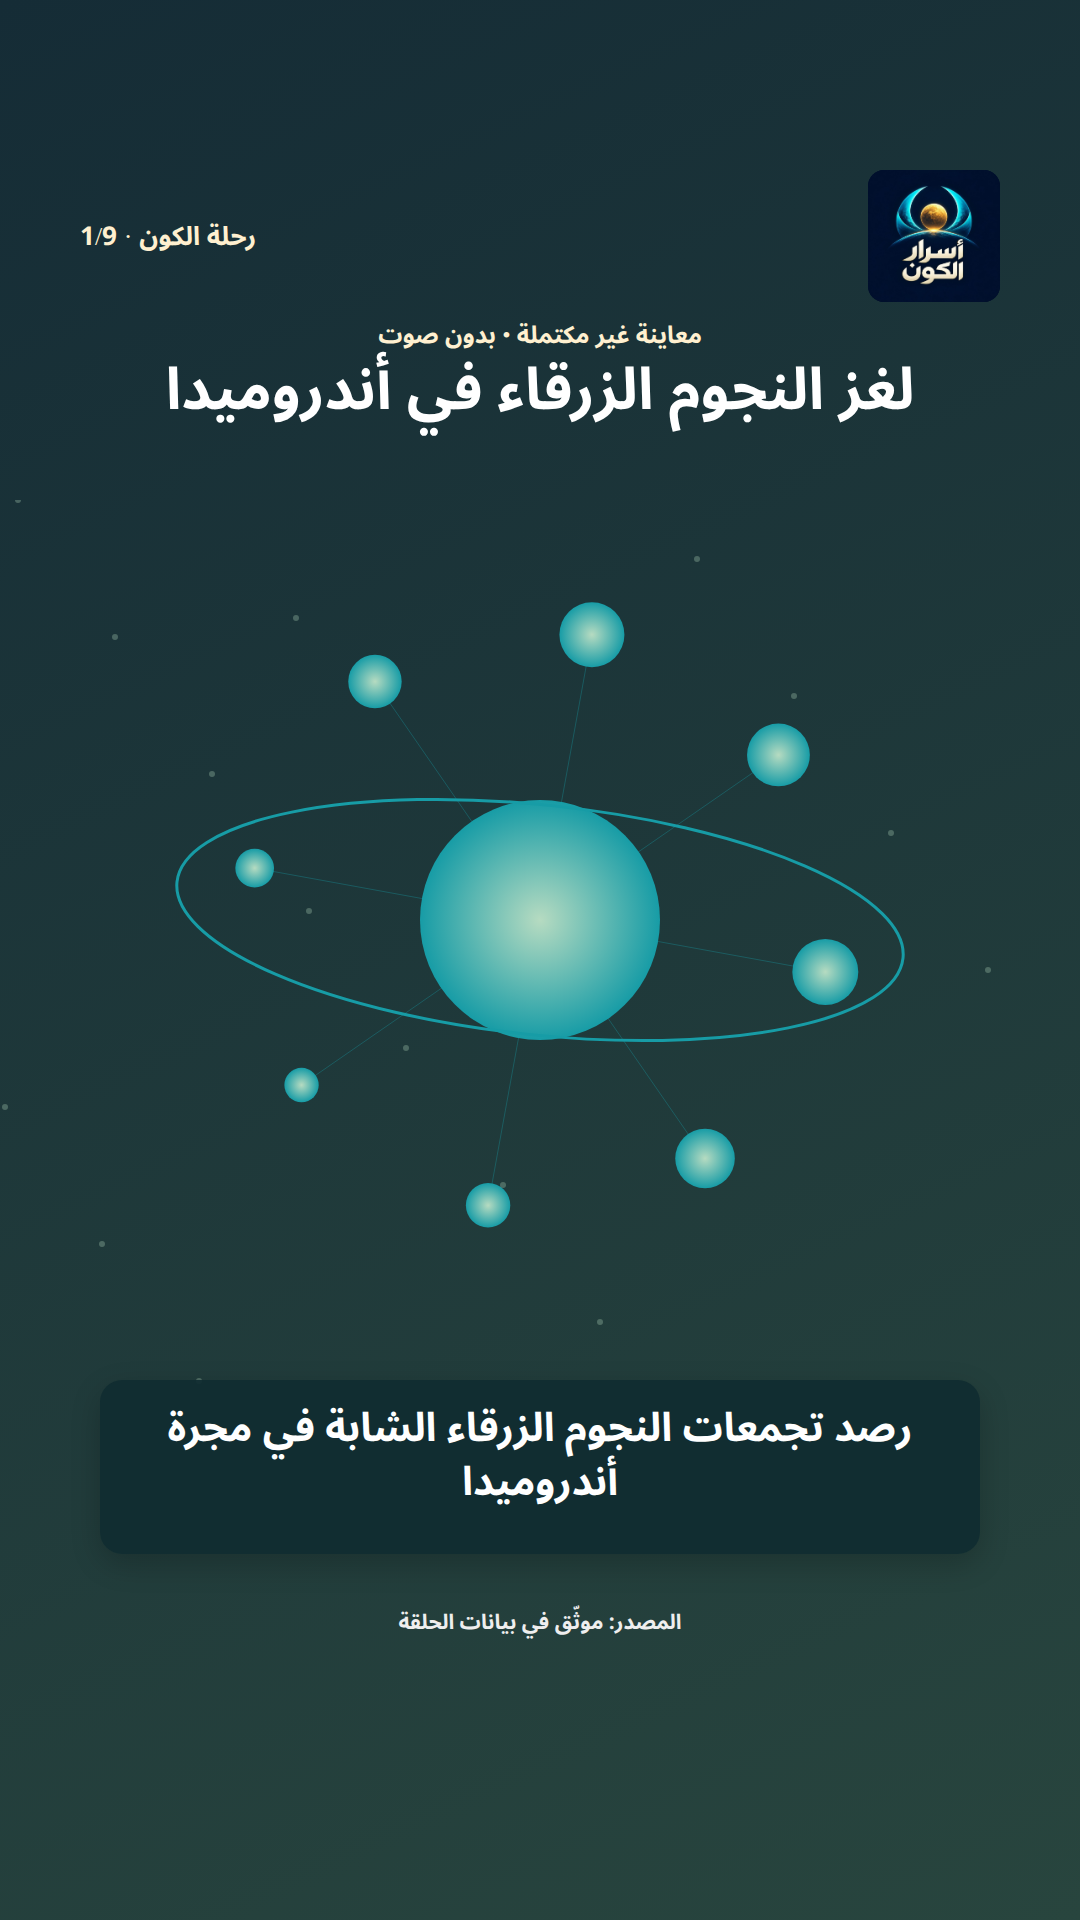 أسرار
الكون
رحلة الكون · 1/9
معاينة غير مكتملة • بدون صوت
لغز النجوم الزرقاء في أندروميدا
رصد تجمعات النجوم الزرقاء الشابة في مجرة
أندروميدا
المصدر: موثّق في بيانات الحلقة